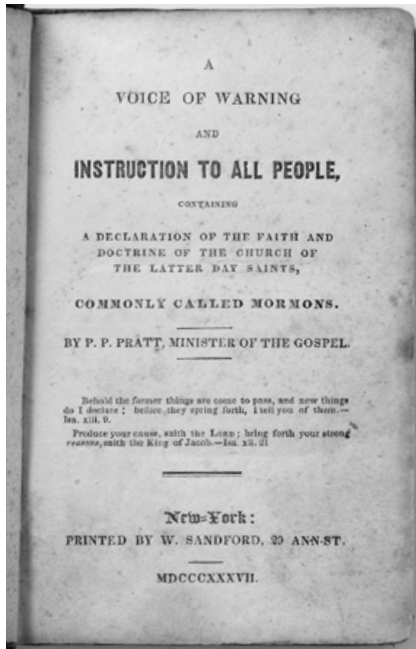 A
VOICE OF WARNING
AND
INSTRUCTION TO ALL PEOPLE,
CONTAINING
A DECLARATION OF THE FAITH AND
DOCTRINE OF THE CHURCH OF
THE LATTER DAY SAINTS,
COMMONLY CALLED MORMONS.
BY P. P. PRATT, MINISTER OF THE GOSPEL.
Behold the former things are come to pass, and new things
do I declare; before they spring forth, I tell you of them.—
Isa. xlii. 9.
Produce your cause, saith the LORD; bring forth your strong
reasons, saith the King of Jacob.—Isa. xli. 21
New-York:
PRINTED BY W. SANDFORD, 29 ANN-ST.
MDCCCXXXVII.